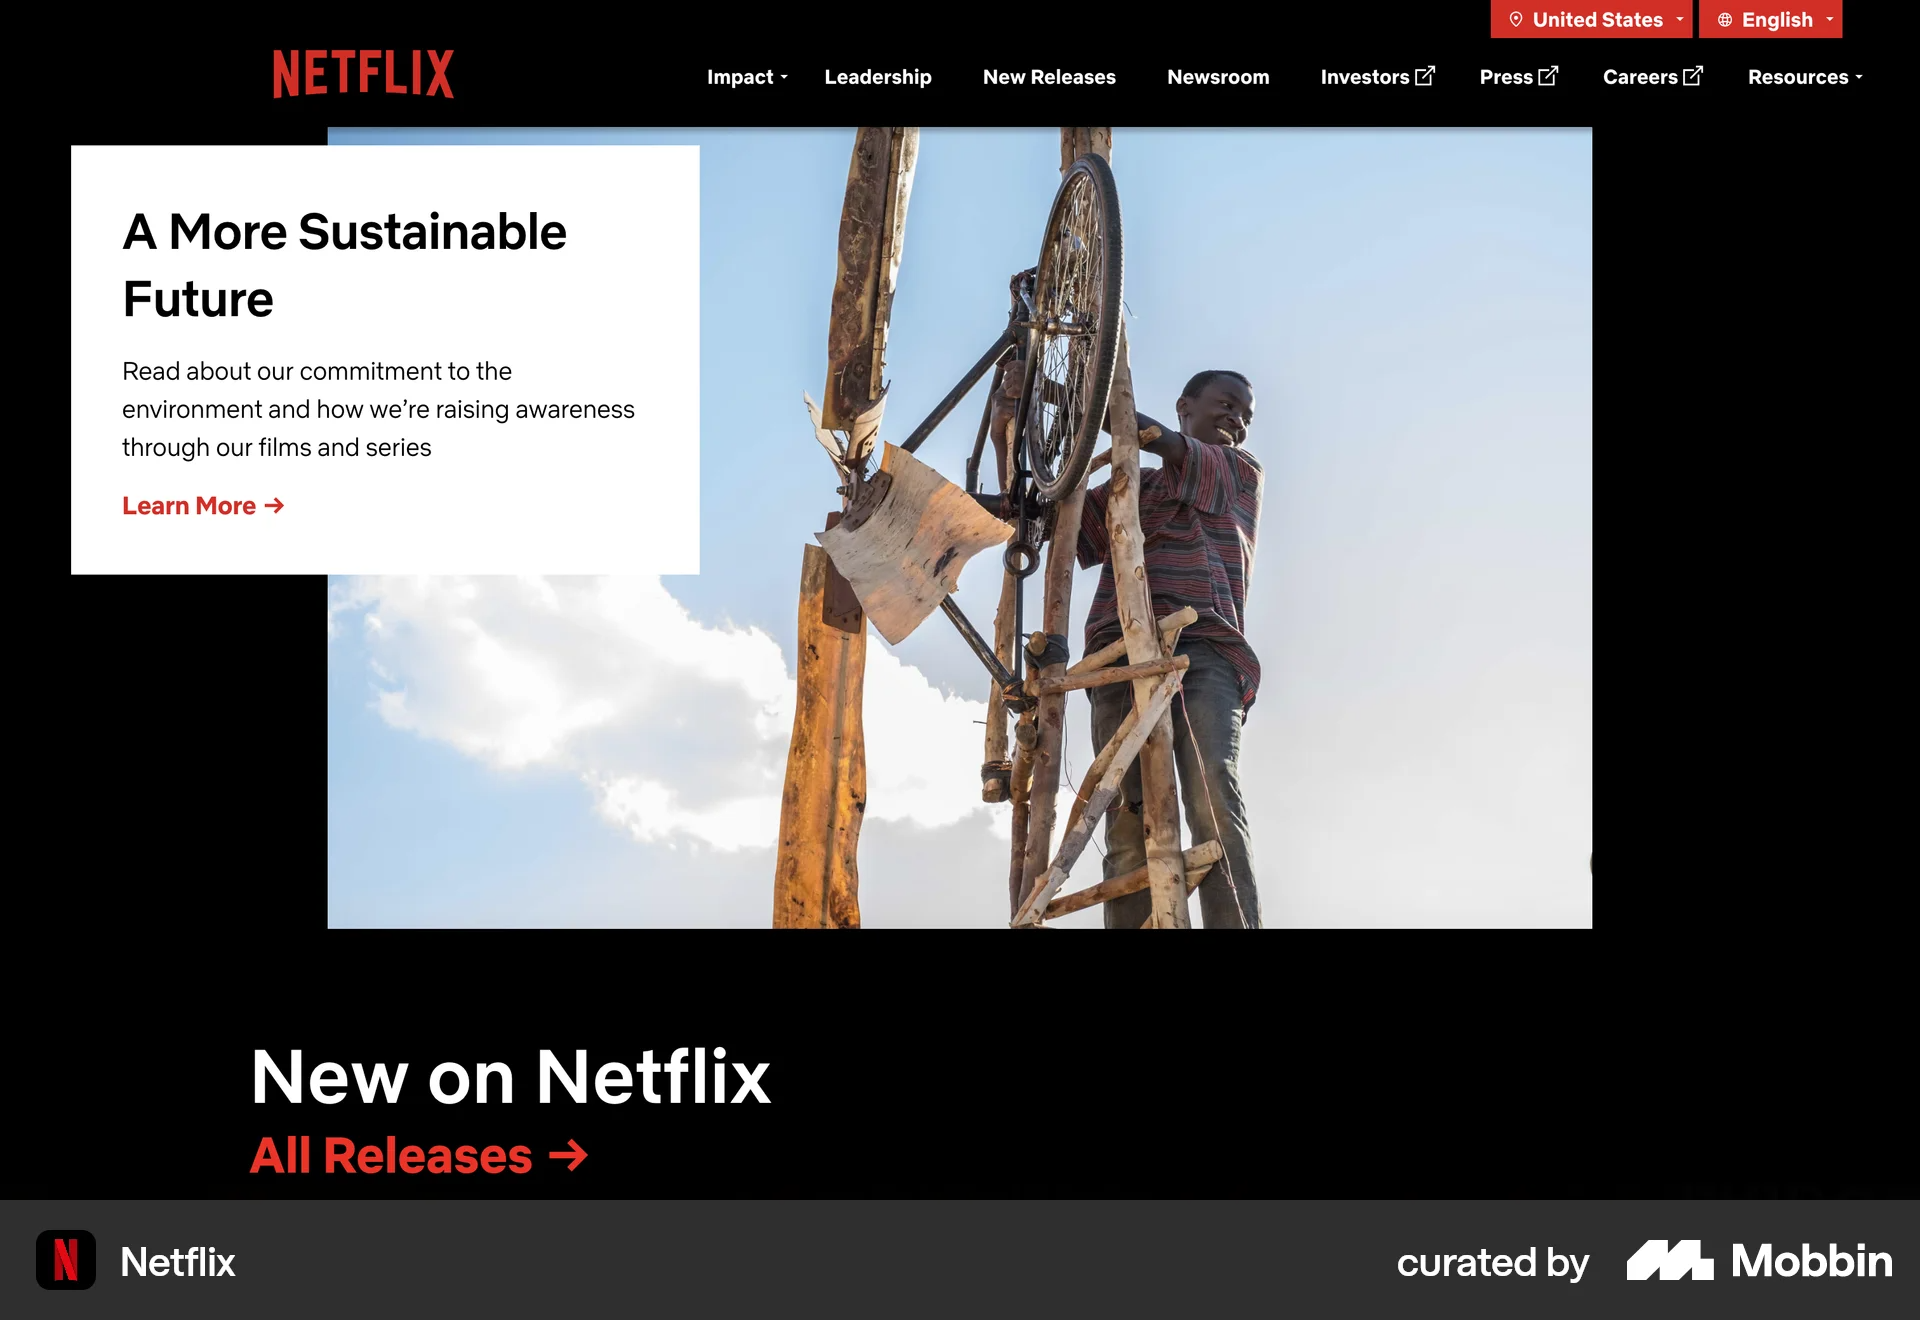 United States
English
NETFLIX
Impact
Leadership
New Releases
Newsroom
Investors
Press
Careers
Resources
A More Sustainable
Future
Read about our commitment to the
environment and how we’re raising awareness
through our films and series
Learn More →
New on Netflix
All Releases →
N
Netflix
curated by
Mobbin